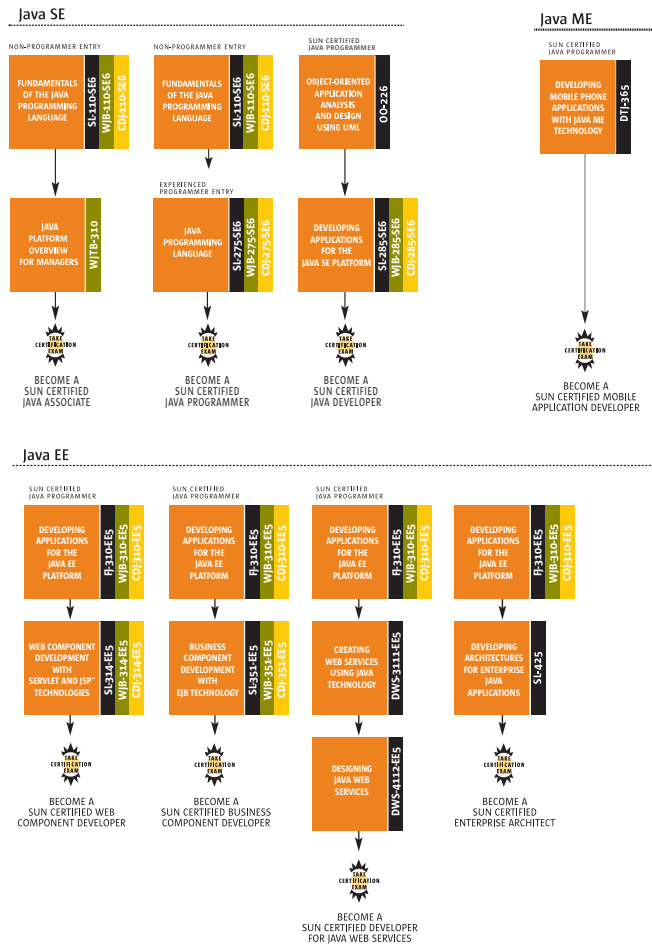 Java SE
NON-PROGRAMMER ENTRY
FUNDAMENTALS
OF THE JAVA
PROGRAMMING
LANGUAGE
SL-110-SE6
WJB-110-SE6
CDJ-110-SE6
JAVA
PLATFORM
OVERVIEW
FOR MANAGERS
WJTB-310
TAKE
CERTIFICATION
EXAM
BECOME A
SUN CERTIFIED
JAVA ASSOCIATE
NON-PROGRAMMER ENTRY
FUNDAMENTALS
OF THE JAVA
PROGRAMMING
LANGUAGE
SL-110-SE6
WJB-110-SE6
CDJ-110-SE6
EXPERIENCED
PROGRAMMER ENTRY
JAVA
PROGRAMMING
LANGUAGE
SL-275-SE6
WJB-275-SE6
CDJ-275-SE6
TAKE
CERTIFICATION
EXAM
BECOME A
SUN CERTIFIED
JAVA PROGRAMMER
SUN CERTIFIED
JAVA PROGRAMMER
OBJECT-ORIENTED
APPLICATION
ANALYSIS
AND DESIGN
USING UML
OO-226
DEVELOPING
APPLICATIONS
FOR THE
JAVA SE PLATFORM
SL-285-SE6
WJB-285-SE6
CDJ-285-SE6
TAKE
CERTIFICATION
EXAM
BECOME A
SUN CERTIFIED
JAVA DEVELOPER
Java ME
SUN CERTIFIED
JAVA PROGRAMMER
DEVELOPING
MOBILE PHONE
APPLICATIONS
WITH JAVA ME
TECHNOLOGY
DTJ-365
TAKE
CERTIFICATION
EXAM
BECOME A
SUN CERTIFIED MOBILE
APPLICATION DEVELOPER
Java EE
SUN CERTIFIED
JAVA PROGRAMMER
DEVELOPING
APPLICATIONS
FOR THE
JAVA EE
PLATFORM
FJ-310-EE5
WJB-310-EE5
CDJ-310-EE5
WEB COMPONENT
DEVELOPMENT
WITH
SERVLET AND JSP™
TECHNOLOGIES
SL-314-EE5
WJB-314-EE5
CDJ-314-EE5
TAKE
CERTIFICATION
EXAM
BECOME A
SUN CERTIFIED WEB
COMPONENT DEVELOPER
SUN CERTIFIED
JAVA PROGRAMMER
DEVELOPING
APPLICATIONS
FOR THE
JAVA EE
PLATFORM
FJ-310-EE5
WJB-310-EE5
CDJ-310-EE5
BUSINESS
COMPONENT
DEVELOPMENT
WITH
EJB TECHNOLOGY
SL-351-EE5
WJB-351-EE5
CDJ-351-EE5
TAKE
CERTIFICATION
EXAM
BECOME A
SUN CERTIFIED BUSINESS
COMPONENT DEVELOPER
SUN CERTIFIED
JAVA PROGRAMMER
DEVELOPING
APPLICATIONS
FOR THE
JAVA EE
PLATFORM
FJ-310-EE5
WJB-310-EE5
CDJ-310-EE5
CREATING
WEB SERVICES
USING JAVA
TECHNOLOGY
DWS-3111-EE5
DESIGNING
JAVA WEB
SERVICES
DWS-4112-EE5
TAKE
CERTIFICATION
EXAM
BECOME A
SUN CERTIFIED DEVELOPER
FOR JAVA WEB SERVICES
SUN CERTIFIED
JAVA PROGRAMMER
DEVELOPING
APPLICATIONS
FOR THE
JAVA EE
PLATFORM
FJ-310-EE5
WJB-310-EE5
CDJ-310-EE5
DEVELOPING
ARCHITECTURES
FOR ENTERPRISE
JAVA
APPLICATIONS
SL-425
TAKE
CERTIFICATION
EXAM
BECOME A
SUN CERTIFIED
ENTERPRISE ARCHITECT